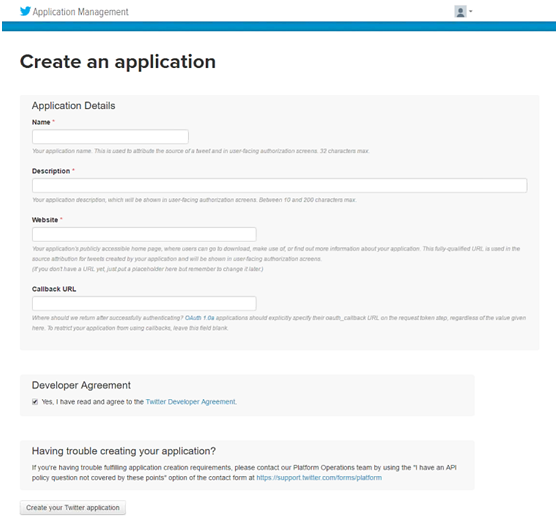 Application Management
Create an application
Application Details
Name *
Your application name. This is used to attribute the source of a tweet and in user-facing authorization screens. 32 characters max.
Description *
Your application description, which will be shown in user-facing authorization screens. Between 10 and 200 characters max.
Website *
Your application's publicly accessible home page, where users can go to download, make use of, or find out more information about your application. This fully-qualified URL is used in the
source attribution for tweets created by your application and will be shown in user-facing authorization screens.
(If you don't have a URL yet, just put a placeholder here but remember to change it later.)
Callback URL
Where should we return after successfully authenticating? OAuth 1.0a applications should explicitly specify their oauth_callback URL on the request token step, regardless of the value given
here. To restrict your application from using callbacks, leave this field blank.
Developer Agreement
Yes, I have read and agree to the Twitter Developer Agreement.
Having trouble creating your application?
If you're having trouble fulfilling application creation requirements, please contact our Platform Operations team by using the "I have an API
policy question not covered by these points" option of the contact form at https://support.twitter.com/forms/platform
Create your Twitter application